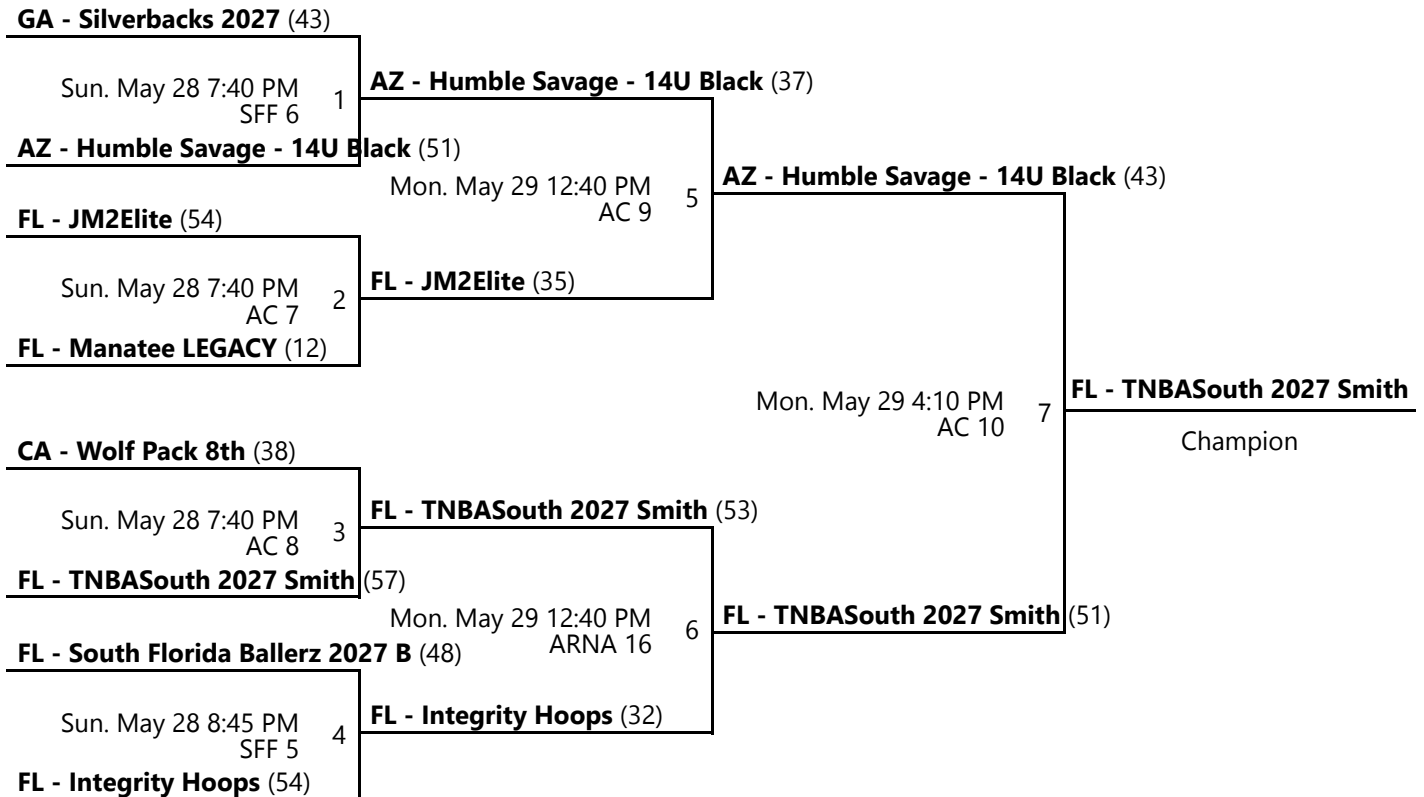 GA - Silverbacks 2027 (43)
Sun. May 28 7:40 PM
SFF 6
1
AZ - Humble Savage - 14U Black (51)
AZ - Humble Savage - 14U Black (37)
FL - JM2Elite (54)
Sun. May 28 7:40 PM
AC 7
2
FL - Manatee LEGACY (12)
Mon. May 29 12:40 PM
AC 9
5
FL - JM2Elite (35)
AZ - Humble Savage - 14U Black (43)
CA - Wolf Pack 8th (38)
Sun. May 28 7:40 PM
AC 8
3
FL - TNBASouth 2027 Smith (57)
FL - TNBASouth 2027 Smith (53)
FL - South Florida Ballerz 2027 B (48)
Sun. May 28 8:45 PM
SFF 5
4
FL - Integrity Hoops (54)
Mon. May 29 12:40 PM
ARNA 16
6
FL - Integrity Hoops (32)
FL - TNBASouth 2027 Smith (51)
Mon. May 29 4:10 PM
AC 10
7
FL - TNBASouth 2027 Smith
Champion